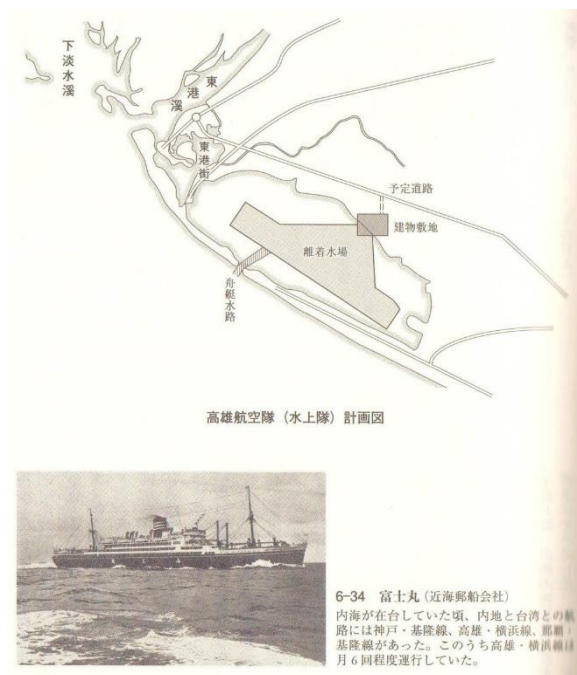 下淡水溪
東港溪
東港街
予定道路
建物敷地
離着水場
舟艇水路
高雄航空隊（水上隊）計画図
6-34　富士丸（近海郵船会社）
内海が在台していた頃、内地と台湾との航
路には神戸・基隆線、高雄・横浜線、那覇・
基隆線があった。このうち高雄・横浜線は
月6回程度運行していた。